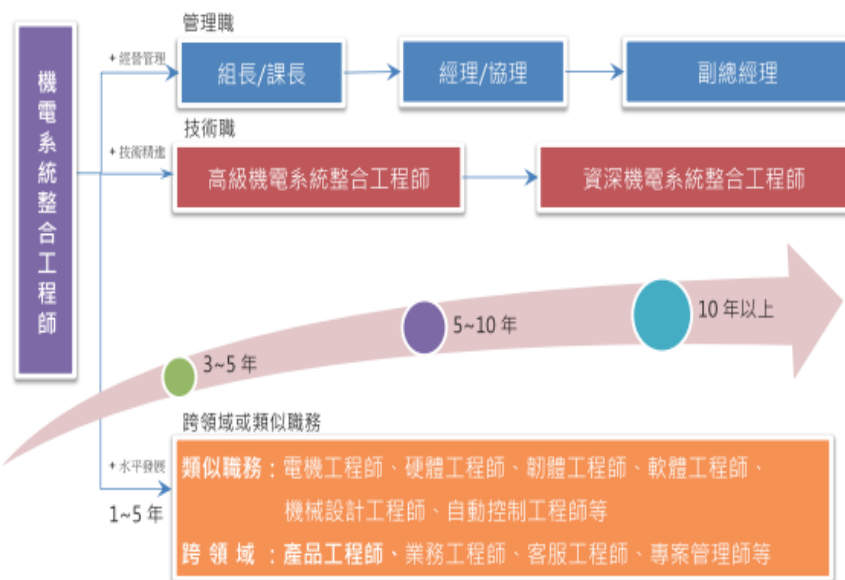 機電系統整合工程師
管理職
+ 經營管理
組長/課長
經理/協理
副總經理
技術職
+ 技術精進
高級機電系統整合工程師
資深機電系統整合工程師
3~5 年
5~10 年
10 年以上
跨領域或類似職務
+ 水平發展
1~5 年
類似職務：電機工程師、硬體工程師、韌體工程師、軟體工程師、
機械設計工程師、自動控制工程師等
跨 領 域 ：產品工程師、業務工程師、客服工程師、專案管理師等